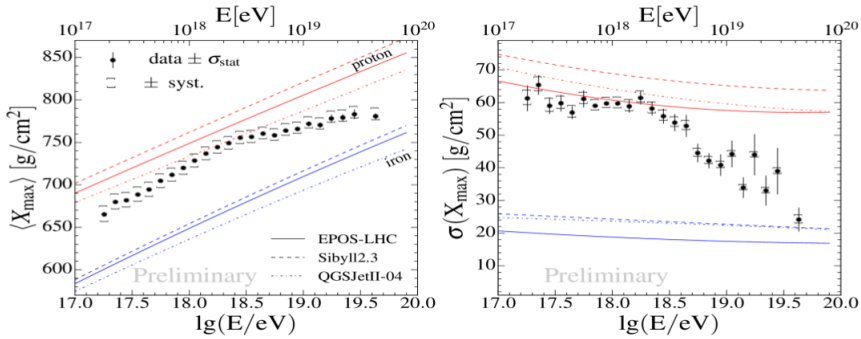 E[eV]
10^17 10^18 10^19 10^20
850
800
750
700
650
600
⟨X_max⟩ [g/cm²]
data ± σ_stat
± syst.
proton
iron
EPOS-LHC
Sibyll2.3
QGSJetII-04
Preliminary
17.0 17.5 18.0 18.5 19.0 19.5 20.0
lg(E/eV)
E[eV]
10^17 10^18 10^19 10^20
70
60
50
40
30
20
10
σ(X_max) [g/cm²]
Preliminary
17.0 17.5 18.0 18.5 19.0 19.5 20.0
lg(E/eV)